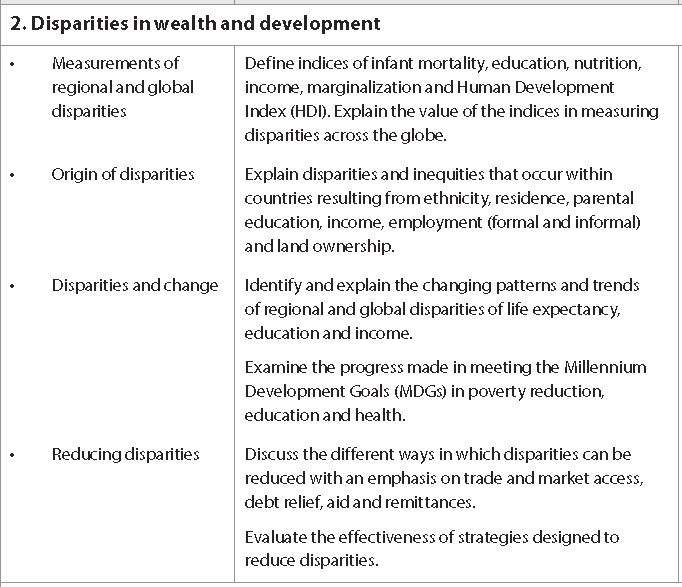 2. Disparities in wealth and development
• Measurements of
regional and global
disparities
Define indices of infant mortality, education, nutrition,
income, marginalization and Human Development
Index (HDI). Explain the value of the indices in measuring
disparities across the globe.
• Origin of disparities
Explain disparities and inequities that occur within
countries resulting from ethnicity, residence, parental
education, income, employment (formal and informal)
and land ownership.
• Disparities and change
Identify and explain the changing patterns and trends
of regional and global disparities of life expectancy,
education and income.
Examine the progress made in meeting the Millennium
Development Goals (MDGs) in poverty reduction,
education and health.
• Reducing disparities
Discuss the different ways in which disparities can be
reduced with an emphasis on trade and market access,
debt relief, aid and remittances.
Evaluate the effectiveness of strategies designed to
reduce disparities.